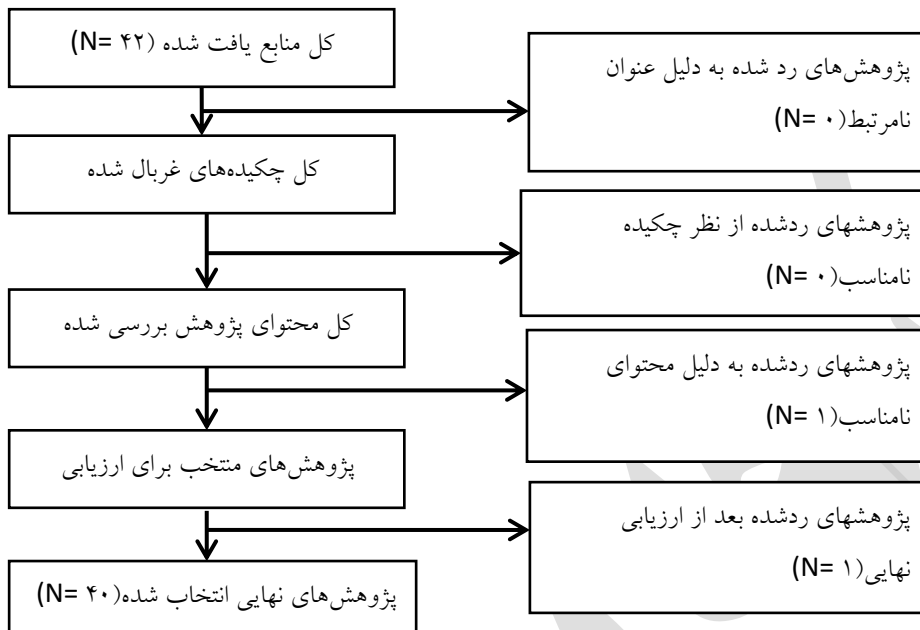 کل منابع یافت شده (N= ۴۲)
پژوهش‌های رد شده به دلیل عنوان
نامرتبط(N= ۰)
کل چکیده‌های غربال شده
پژوهشهای ردشده از نظر چکیده
نامناسب(N= ۰)
کل محتوای پژوهش بررسی شده
پژوهشهای ردشده به دلیل محتوای
نامناسب(N= ۱)
پژوهش‌های منتخب برای ارزیابی
پژوهشهای ردشده بعد از ارزیابی
نهایی(N= ۱)
پژوهش‌های نهایی انتخاب شده(N= ۴۰)